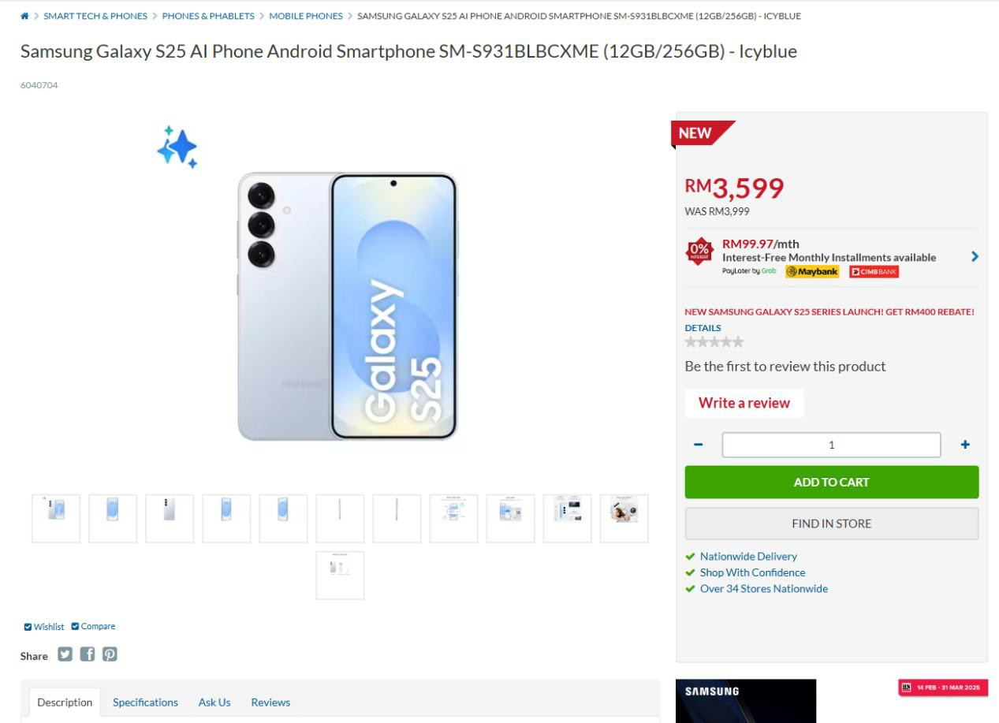 SMART TECH & PHONES > PHONES & PHABLETS > MOBILE PHONES > SAMSUNG GALAXY S25 AI PHONE ANDROID SMARTPHONE SM-S931BLBCXME (12GB/256GB) - ICYBLUE
Samsung Galaxy S25 AI Phone Android Smartphone SM-S931BLBCXME (12GB/256GB) - Icyblue
6040704
Galaxy
S25
SAMSUNG
NEW
RM3,599
WAS RM3,999
0%
INTEREST
RM99.97/mth
Interest-Free Monthly Installments available
PayLater by Grab Maybank CIMB BANK
NEW SAMSUNG GALAXY S25 SERIES LAUNCH! GET RM400 REBATE!
DETAILS
Be the first to review this product
Write a review
− 1 +
ADD TO CART
FIND IN STORE
Nationwide Delivery
Shop With Confidence
Over 34 Stores Nationwide
Wishlist Compare
Share
Description Specifications Ask Us Reviews
SAMSUNG
14 FEB - 31 MAR 2025